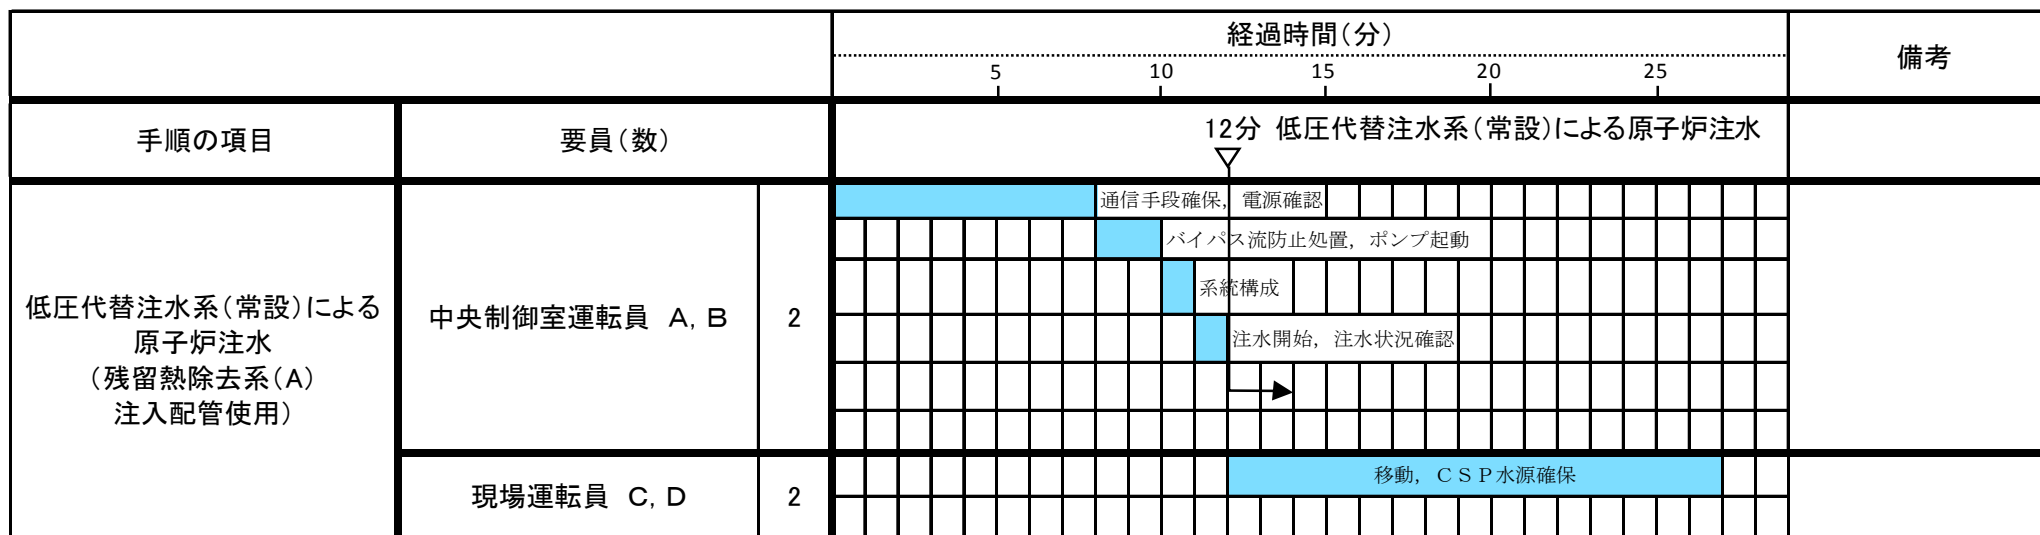 経過時間(分)
備考
5 10 15 20 25
手順の項目
要員(数)
12分 低圧代替注水系(常設)による原子炉注水
低圧代替注水系(常設)による
原子炉注水
(残留熱除去系(A)
注入配管使用)
中央制御室運転員 A, B
2
通信手段確保, 電源確認
バイパス流防止処置, ポンプ起動
系統構成
注水開始, 注水状況確認
現場運転員 C, D
2
移動, CSP水源確保